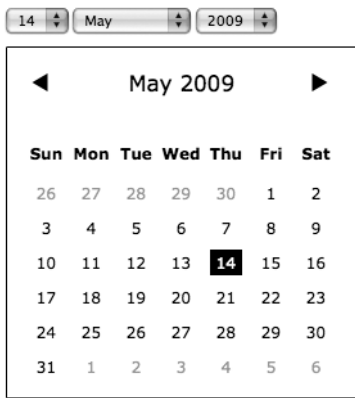 14 May 2009
May 2009
Sun Mon Tue Wed Thu Fri Sat
26 27 28 29 30 1 2
3 4 5 6 7 8 9
10 11 12 13 14 15 16
17 18 19 20 21 22 23
24 25 26 27 28 29 30
31 1 2 3 4 5 6